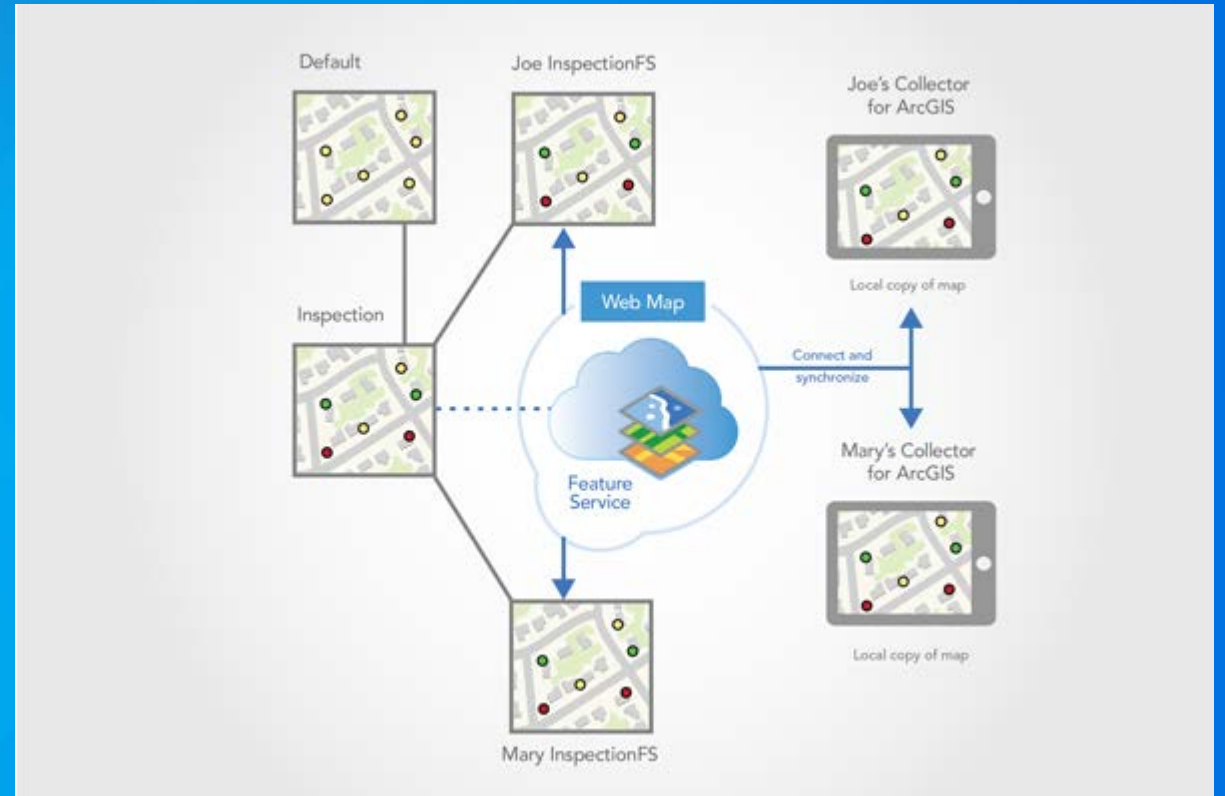 Default
Joe InspectionFS
Joe's Collector
for ArcGIS
Local copy of map
Inspection
Web Map
Connect and
synchronize
Feature
Service
Mary's Collector
for ArcGIS
Local copy of map
Mary InspectionFS